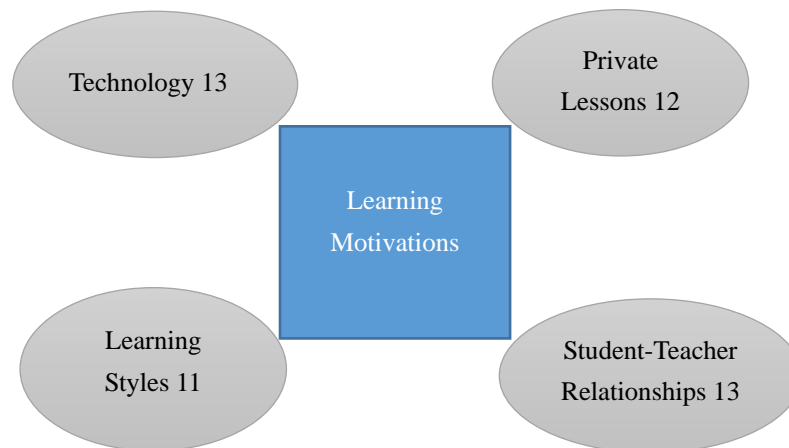 Technology 13
Private
Lessons 12
Learning
Motivations
Learning
Styles 11
Student-Teacher
Relationships 13